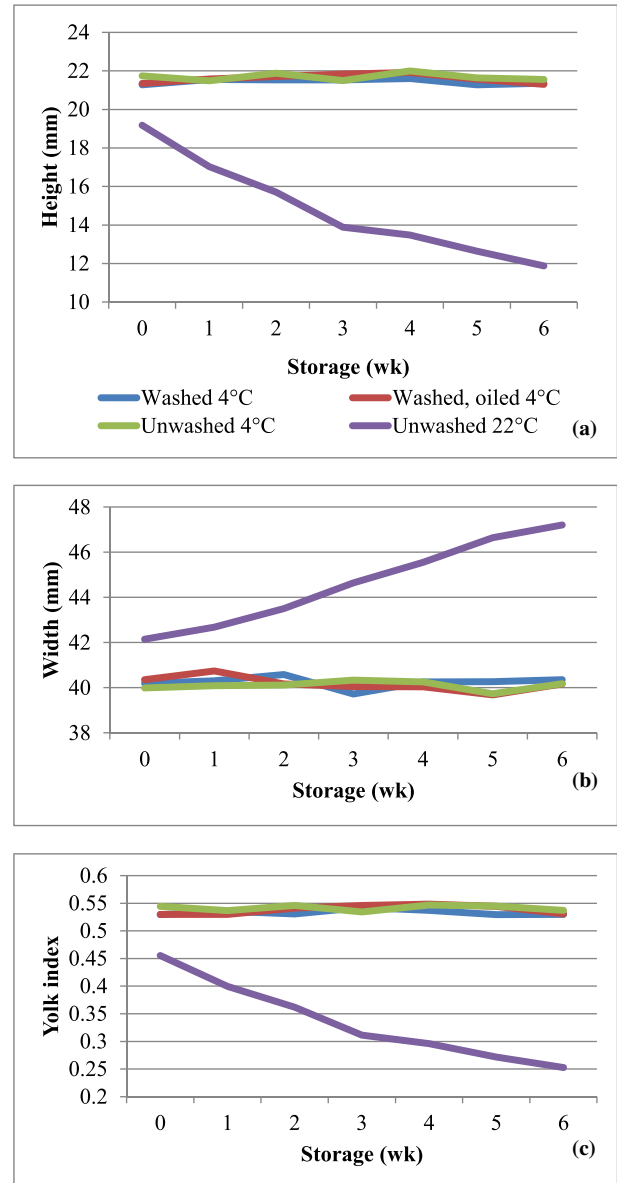 24
22
20
18
16
14
12
10
Height (mm)
0 1 2 3 4 5 6
Storage (wk)
Washed 4°C
Washed, oiled 4°C
Unwashed 4°C
Unwashed 22°C
(a)
48
46
44
42
40
38
Width (mm)
0 1 2 3 4 5 6
Storage (wk)
(b)
0.6
0.55
0.5
0.45
0.4
0.35
0.3
0.25
0.2
Yolk index
0 1 2 3 4 5 6
Storage (wk)
(c)